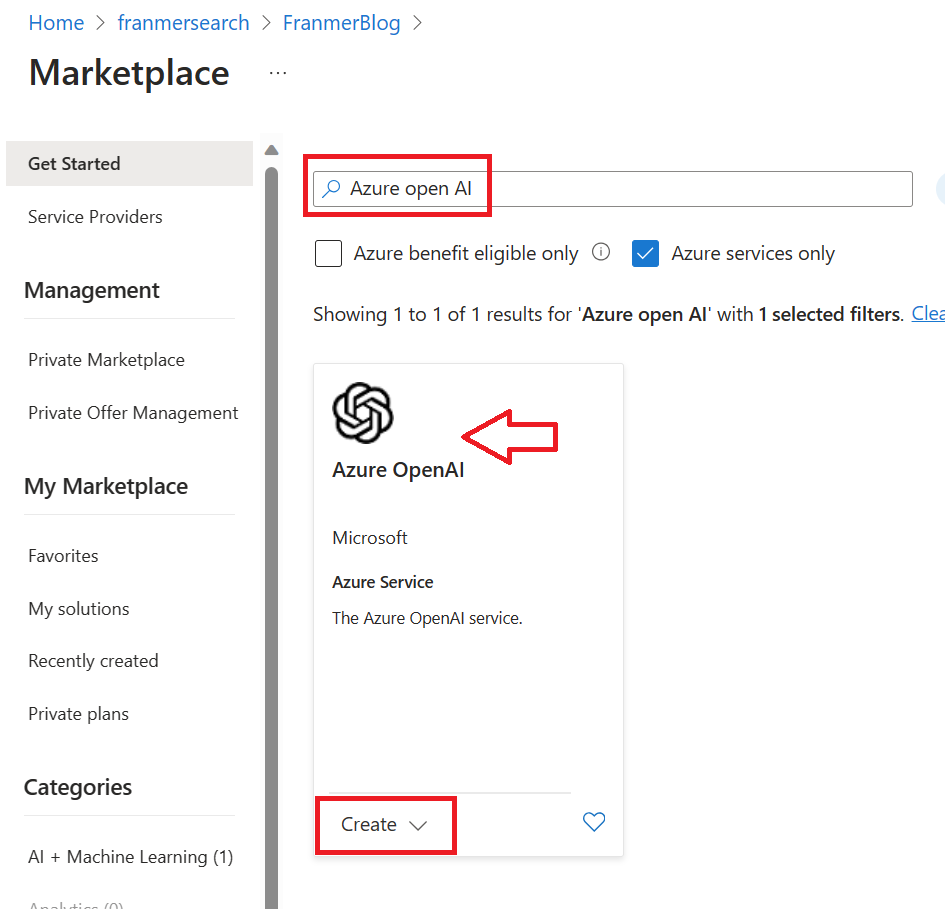 Home > franmersearch > FranmerBlog >
Marketplace ...
Get Started
Service Providers
Management
Private Marketplace
Private Offer Management
My Marketplace
Favorites
My solutions
Recently created
Private plans
Categories
AI + Machine Learning (1)
Analytics (0)
Azure open AI
Azure benefit eligible only
Azure services only
Showing 1 to 1 of 1 results for 'Azure open AI' with 1 selected filters. Clea
Azure OpenAI
Microsoft
Azure Service
The Azure OpenAI service.
Create